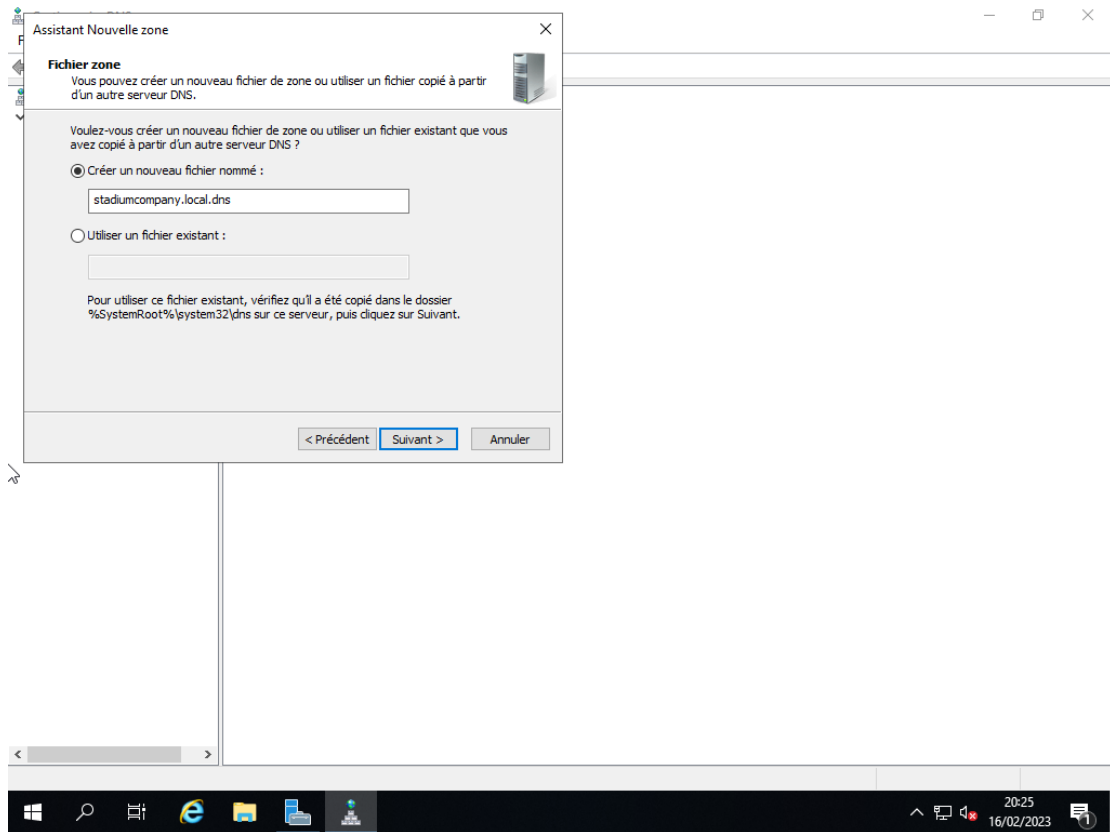 Assistant Nouvelle zone
Fichier zone
Vous pouvez créer un nouveau fichier de zone ou utiliser un fichier copié à partir
d'un autre serveur DNS.
Voulez-vous créer un nouveau fichier de zone ou utiliser un fichier existant que vous
avez copié à partir d'un autre serveur DNS ?
Créer un nouveau fichier nommé :
stadiumcompany.local.dns
Utiliser un fichier existant :
Pour utiliser ce fichier existant, vérifiez qu'il a été copié dans le dossier
%SystemRoot%\system32\dns sur ce serveur, puis cliquez sur Suivant.
< Précédent
Suivant >
Annuler
20:25
16/02/2023
1